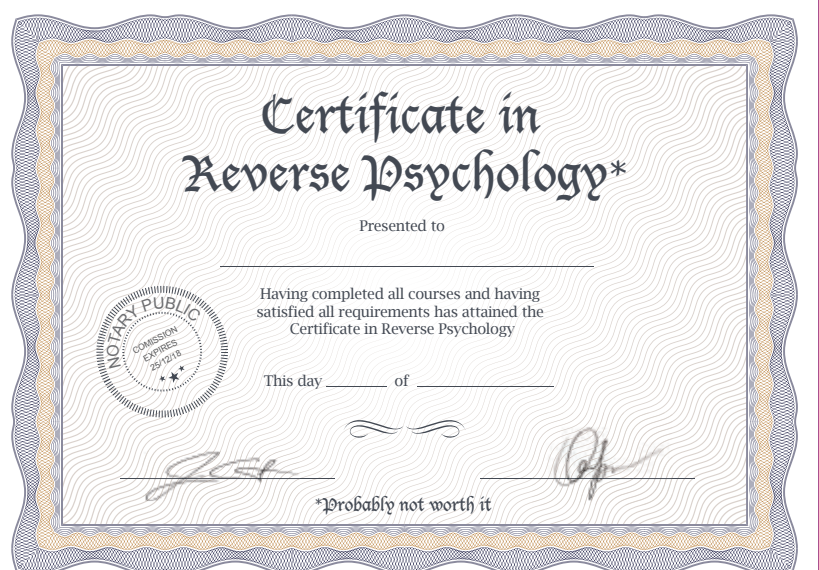 Certificate in
Reverse Psychology*
Presented to
Having completed all courses and having
satisfied all requirements has attained the
Certificate in Reverse Psychology
NOTARY PUBLIC
COMISSION
EXPIRES
25/12/18
This day
of
*Probably not worth it